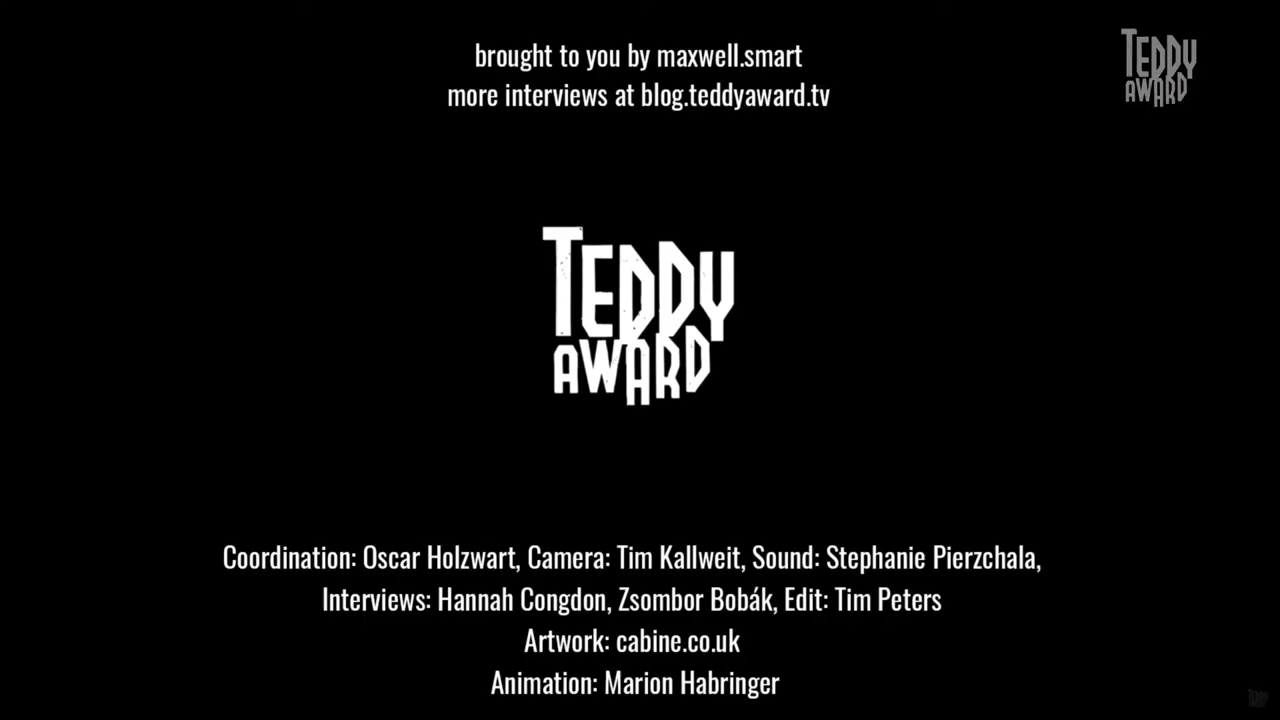 brought to you by maxwell.smart
more interviews at blog.teddyaward.tv
TEDDY
AWARD
TEDDY
AWARD
Coordination: Oscar Holzwart, Camera: Tim Kallweit, Sound: Stephanie Pierzchala,
Interviews: Hannah Congdon, Zsombor Bobák, Edit: Tim Peters
Artwork: cabine.co.uk
Animation: Marion Habringer
TEDDY
AWARD